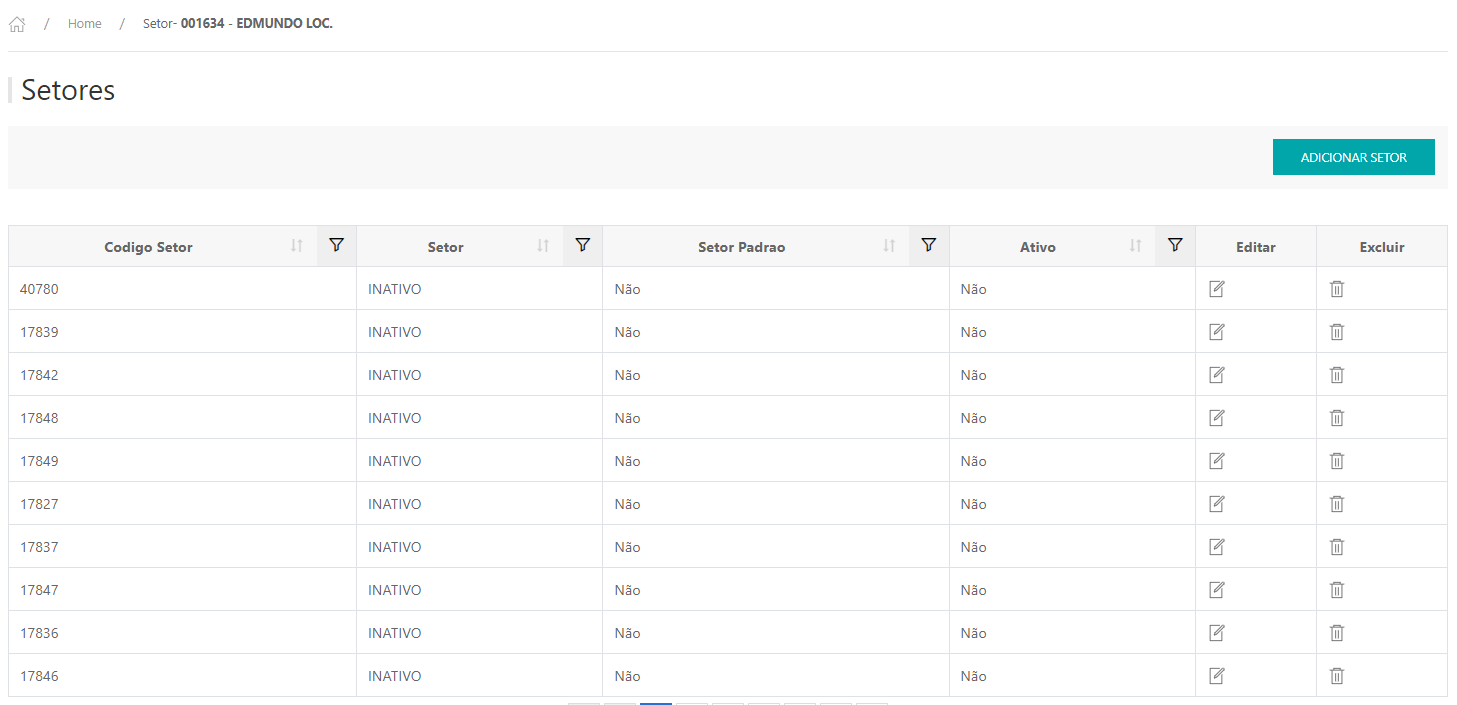 / Home / Setor- 001634 - EDMUNDO LOC.
Setores
ADICIONAR SETOR
Codigo Setor Setor Setor Padrao Ativo Editar Excluir
40780 INATIVO Não Não
17839 INATIVO Não Não
17842 INATIVO Não Não
17848 INATIVO Não Não
17849 INATIVO Não Não
17827 INATIVO Não Não
17837 INATIVO Não Não
17847 INATIVO Não Não
17836 INATIVO Não Não
17846 INATIVO Não Não